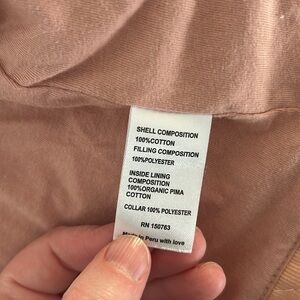 SHELL COMPOSITION
100%COTTON
FILLING COMPOSITION
100%POLYESTER
INSIDE LINING
COMPOSITION
100%ORGANIC PIMA
COTTON
COLLAR 100% POLYESTER
RN 150763
Made in Peru with love